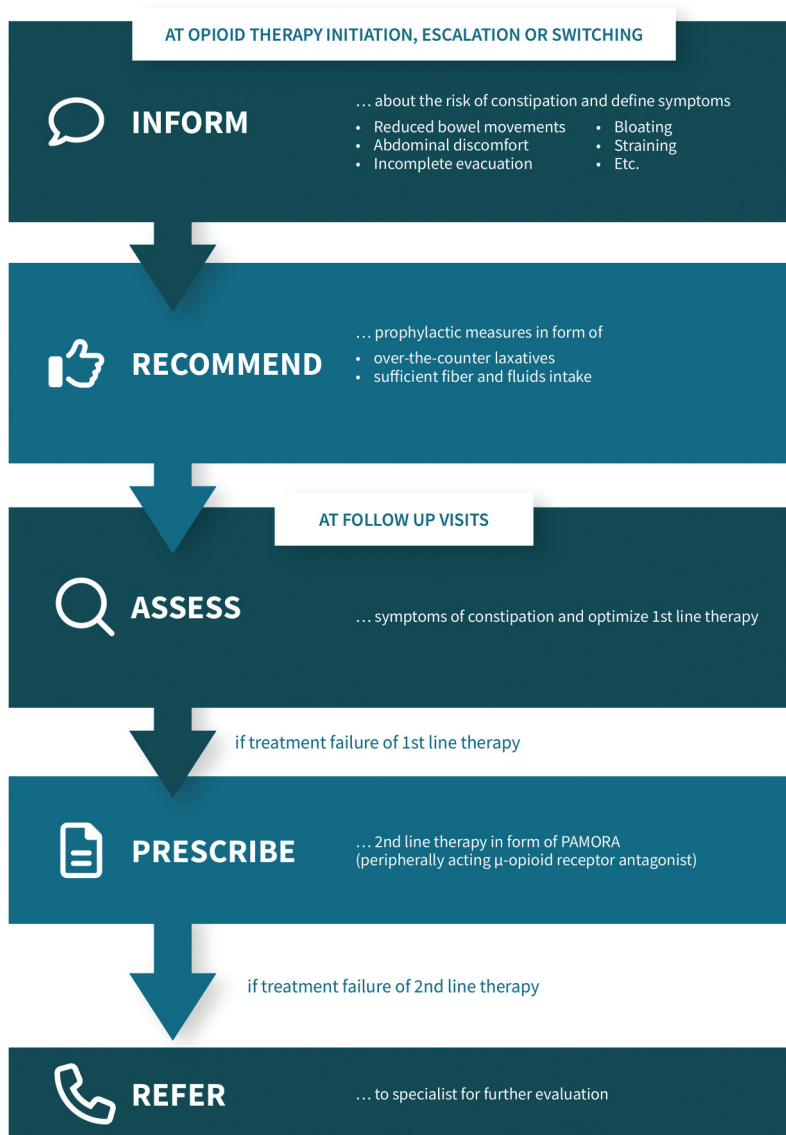 AT OPIOID THERAPY INITIATION, ESCALATION OR SWITCHING
INFORM
… about the risk of constipation and define symptoms
• Reduced bowel movements
• Abdominal discomfort
• Incomplete evacuation
• Bloating
• Straining
• Etc.
RECOMMEND
… prophylactic measures in form of
• over-the-counter laxatives
• sufficient fiber and fluids intake
AT FOLLOW UP VISITS
ASSESS
… symptoms of constipation and optimize 1st line therapy
if treatment failure of 1st line therapy
PRESCRIBE
… 2nd line therapy in form of PAMORA
(peripherally acting µ-opioid receptor antagonist)
if treatment failure of 2nd line therapy
REFER
… to specialist for further evaluation